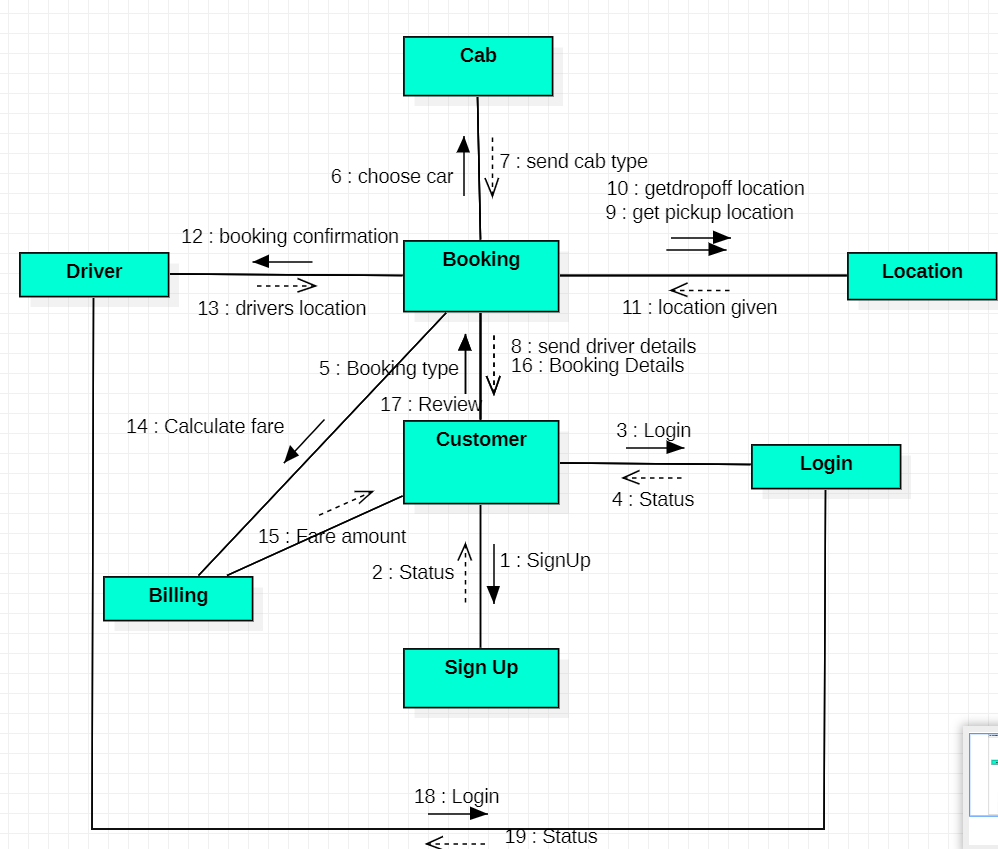 Cab
7 : send cab type
6 : choose car
10 : getdropoff location
9 : get pickup location
12 : booking confirmation
Booking
Driver
Location
13 : drivers location
11 : location given
8 : send driver details
16 : Booking Details
5 : Booking type
17 : Review
14 : Calculate fare
Customer
3 : Login
Login
4 : Status
15 : Fare amount
1 : SignUp
2 : Status
Billing
Sign Up
18 : Login
19 : Status